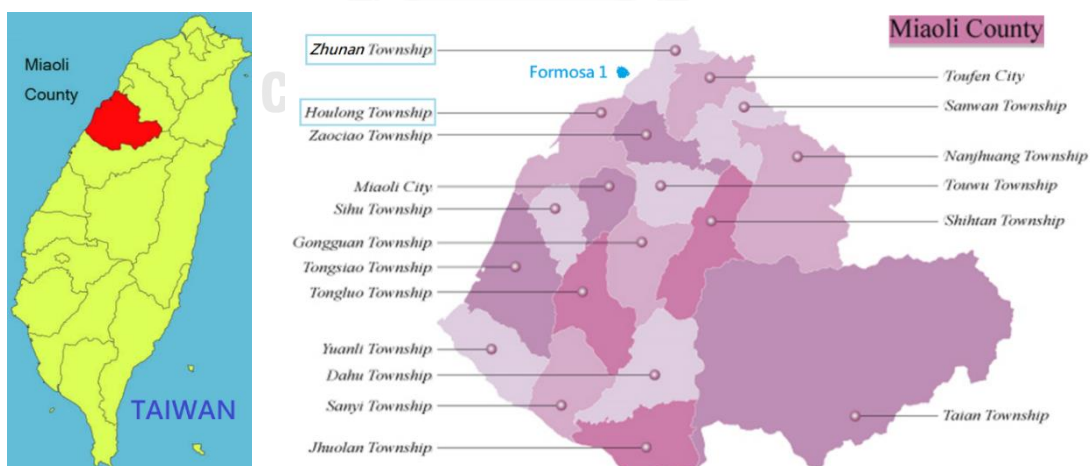 Miaoli
County
TAIWAN
Miaoli County
Zhunan Township
Formosa 1
Toufen City
Houlong Township
Sanwan Township
Zaociao Township
Nanjhuang Township
Miaoli City
Touwu Township
Sihu Township
Shihtan Township
Gongguan Township
Tongsiao Township
Tongluo Township
Yuanli Township
Dahu Township
Sanyi Township
Taian Township
Jhuolan Township